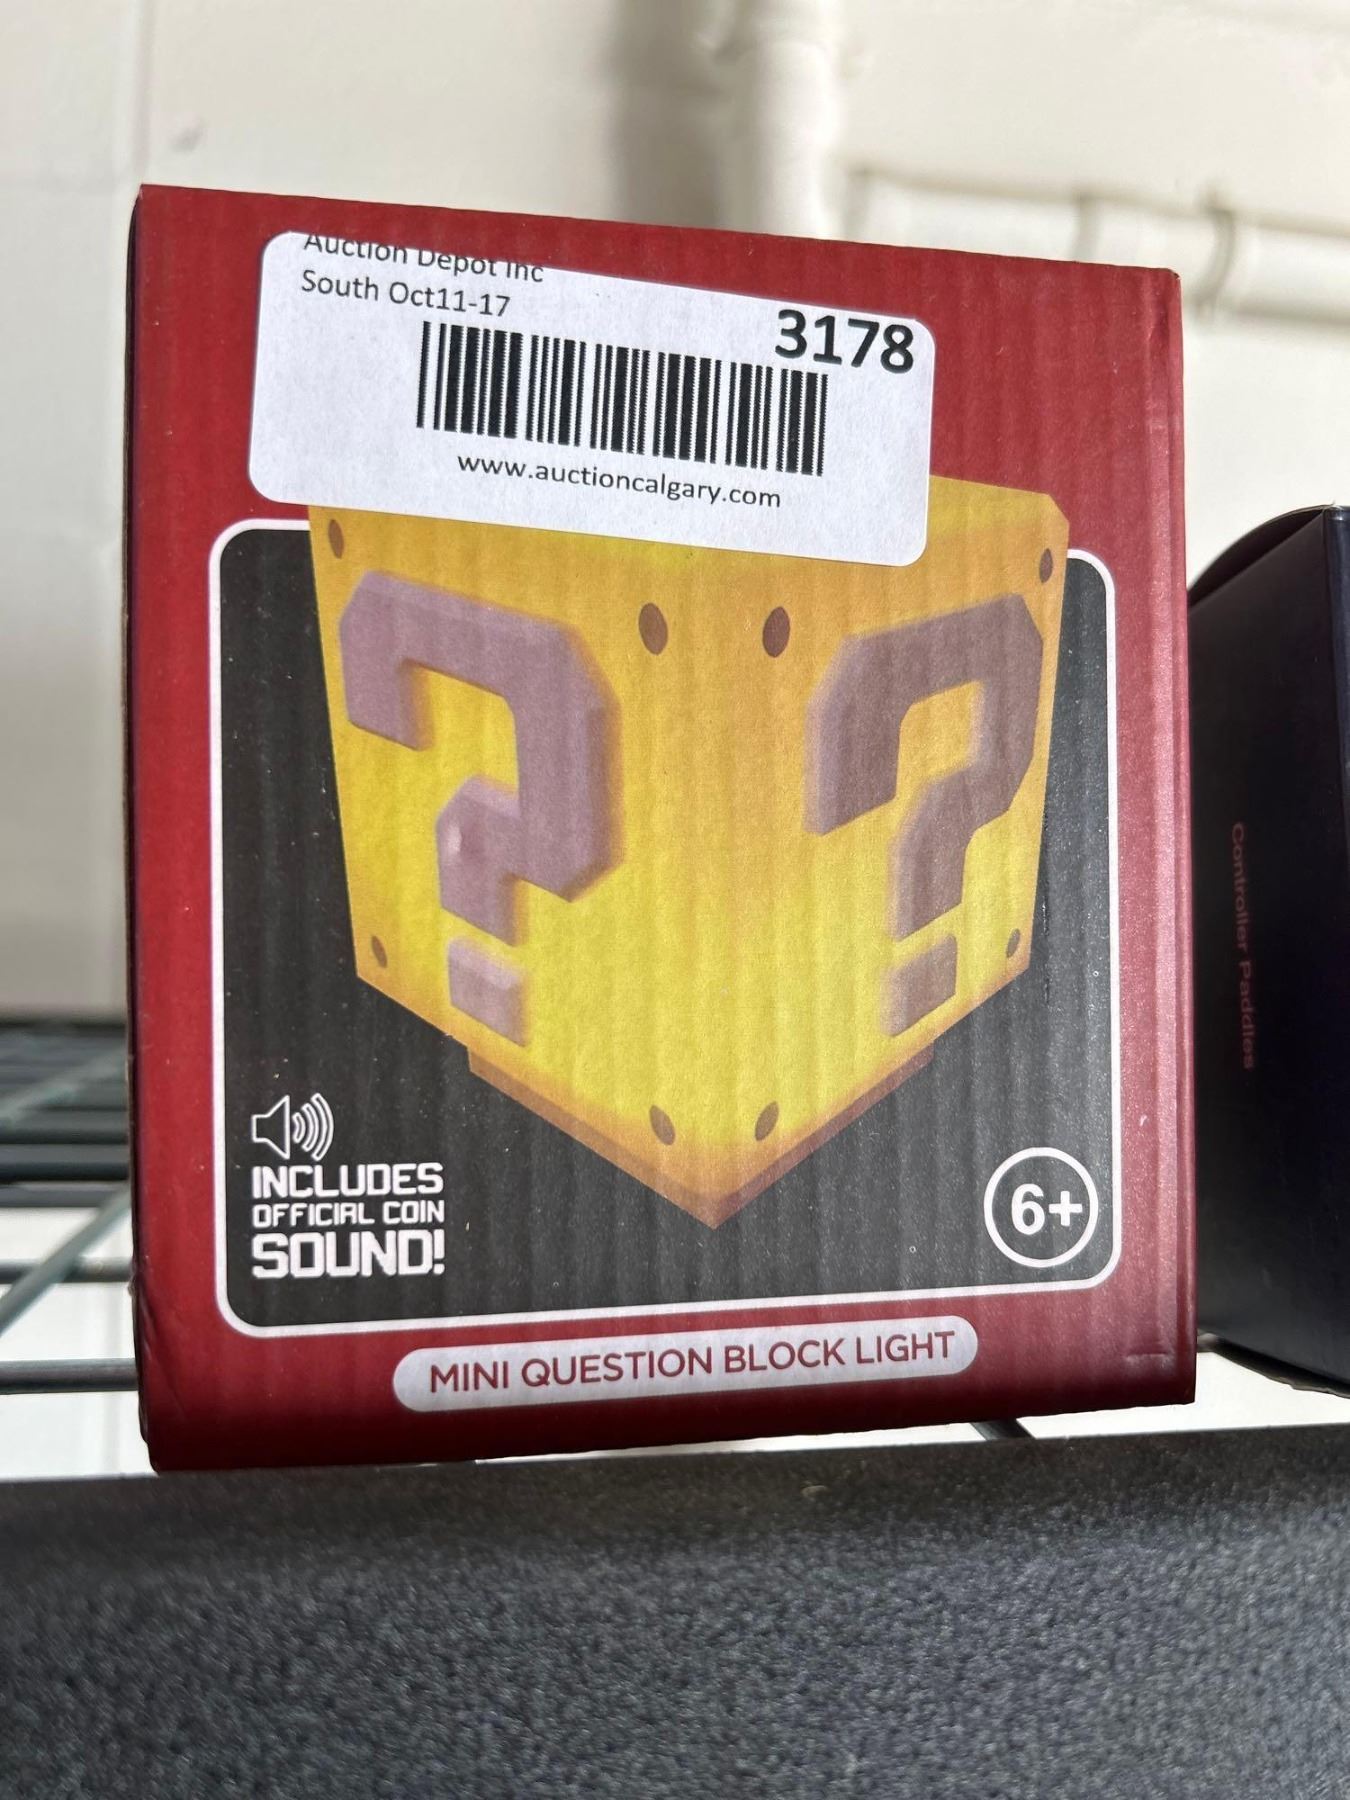 Auction Depot Inc
South Oct11-17
3178
www.auctioncalgary.com
? ?
INCLUDES
OFFICIAL COIN
SOUND!
6+
MINI QUESTION BLOCK LIGHT
Controller Paddles